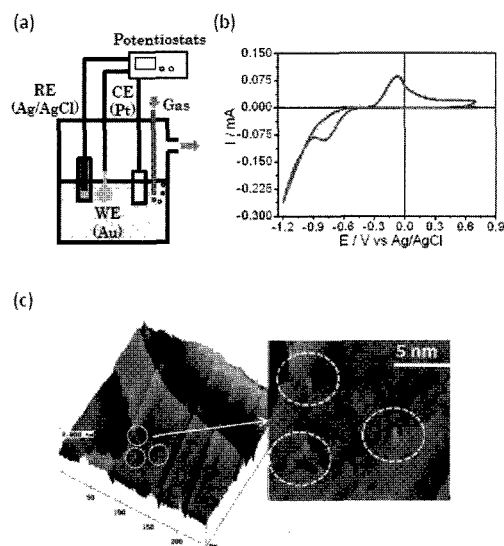 (a)
Potentiostats
RE
(Ag/AgCl)
CE
(Pt)
Gas
WE
(Au)
(b)
0.150
0.075
0.000
-0.075
-0.150
-0.225
-0.300
I / mA
-1.2 -0.9 -0.6 -0.3 0.0 0.3 0.6 0.9
E / V vs Ag/AgCl
(c)
5 nm
50
100
150
200